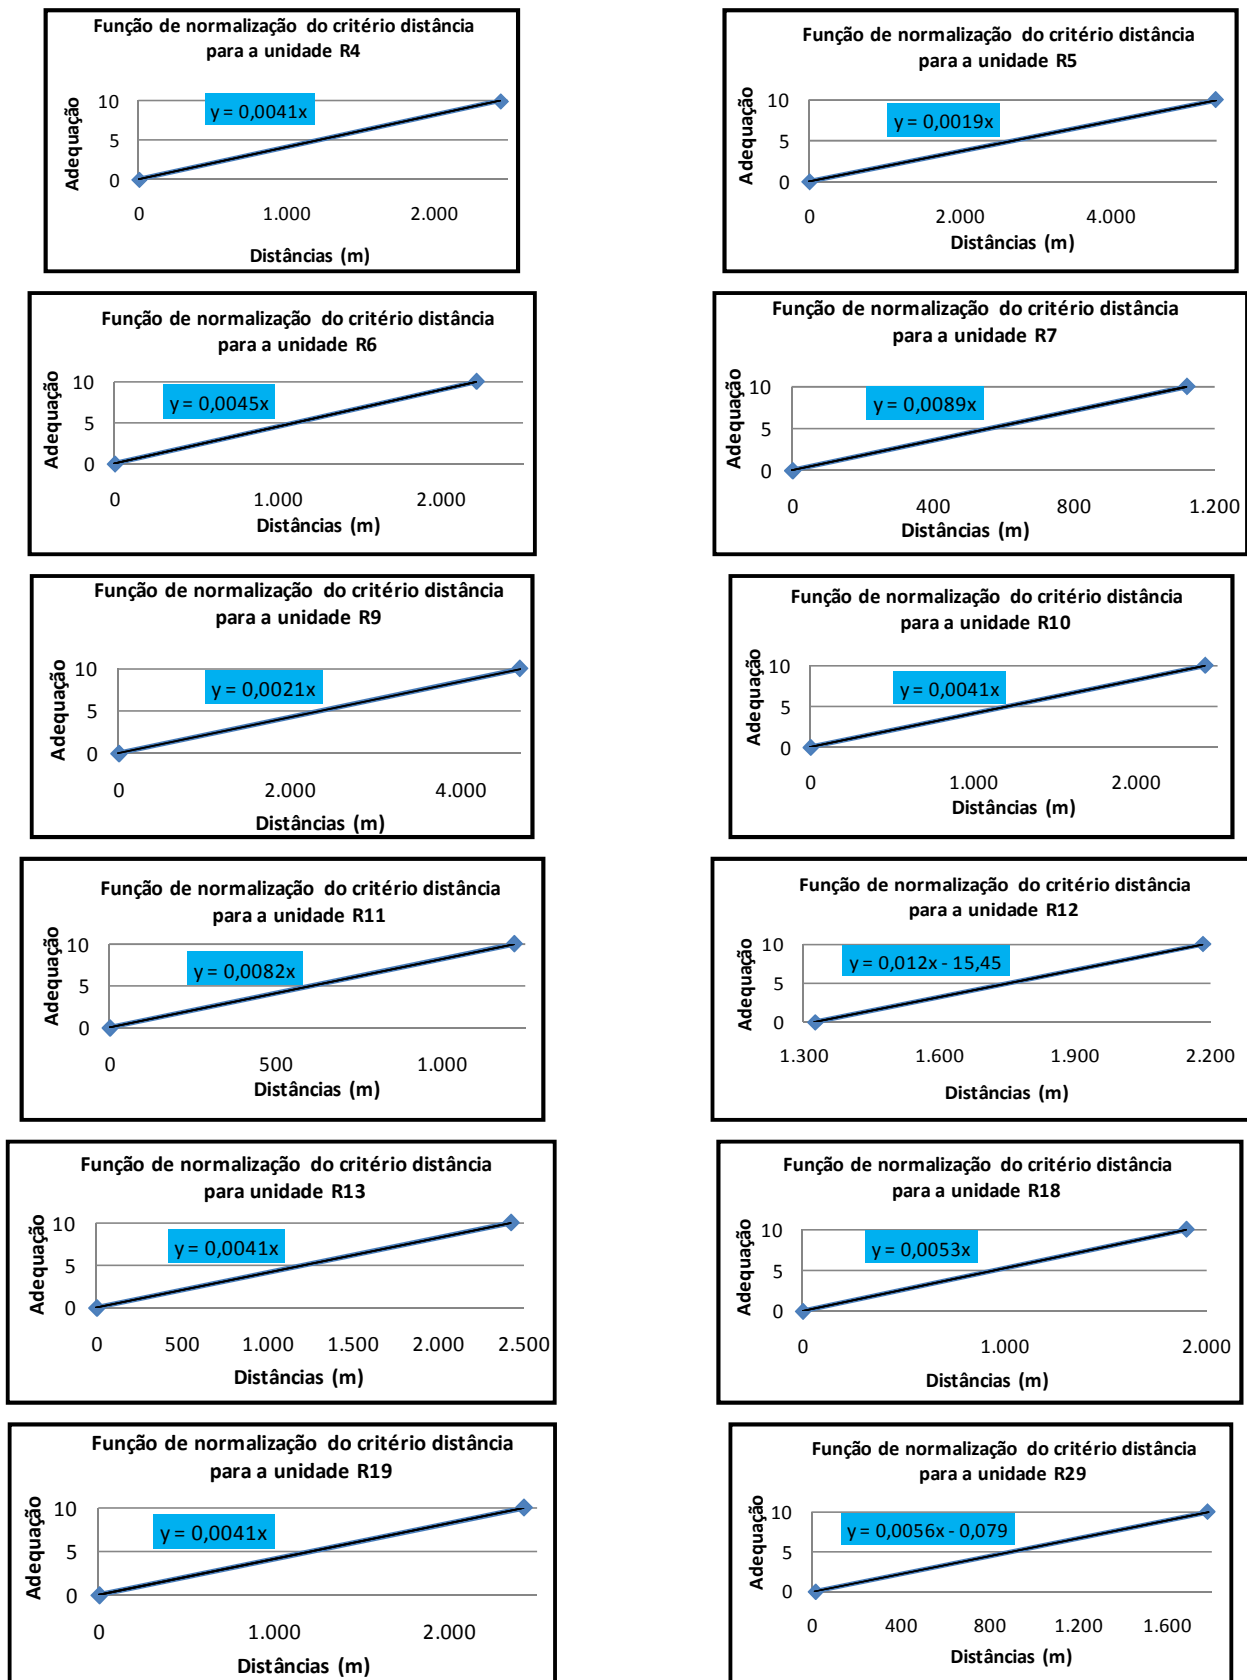 Função de normalização do critério distância
para a unidade R4
Adequação
10
5
0
y = 0,0041x
0 1.000 2.000
Distâncias (m)
Função de normalização do critério distância
para a unidade R5
Adequação
10
5
0
y = 0,0019x
0 2.000 4.000
Distâncias (m)
Função de normalização do critério distância
para a unidade R6
Adequação
10
5
0
y = 0,0045x
0 1.000 2.000
Distâncias (m)
Função de normalização do critério distância
para a unidade R7
Adequação
10
5
0
y = 0,0089x
0 400 800 1.200
Distâncias (m)
Função de normalização do critério distância
para a unidade R9
Adequação
10
5
0
y = 0,0021x
0 2.000 4.000
Distâncias (m)
Função de normalização do critério distância
para a unidade R10
Adequação
10
5
0
y = 0,0041x
0 1.000 2.000
Distâncias (m)
Função de normalização do critério distância
para a unidade R11
Adequação
10
5
0
y = 0,0082x
0 500 1.000
Distâncias (m)
Função de normalização do critério distância
para a unidade R12
Adequação
10
5
0
y = 0,012x - 15,45
1.300 1.600 1.900 2.200
Distâncias (m)
Função de normalização do critério distância
para unidade R13
Adequação
10
5
0
y = 0,0041x
0 500 1.000 1.500 2.000 2.500
Distâncias (m)
Função de normalização do critério distância
para a unidade R18
Adequação
10
5
0
y = 0,0053x
0 1.000 2.000
Distâncias (m)
Função de normalização do critério distância
para a unidade R19
Adequação
10
5
0
y = 0,0041x
0 1.000 2.000
Distâncias (m)
Função de normalização do critério distância
para a unidade R29
Adequação
10
5
0
y = 0,0056x - 0,079
0 400 800 1.200 1.600
Distâncias (m)